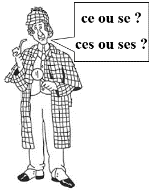 ce ou se ?
ces ou ses ?